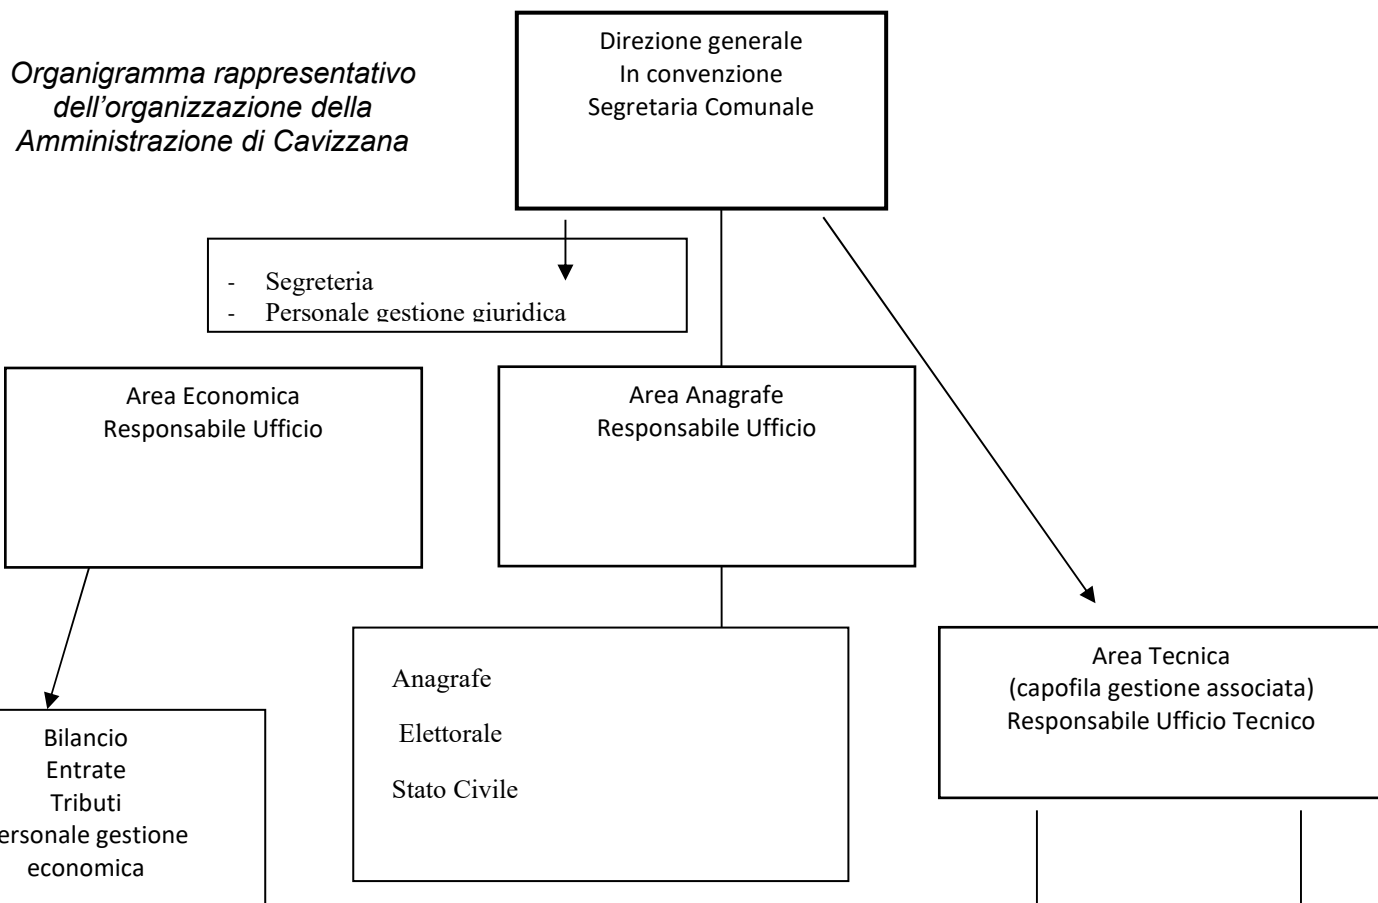 Organigramma rappresentativo
dell’organizzazione della
Amministrazione di Cavizzana
Direzione generale
In convenzione
Segretaria Comunale
- Segreteria
- Personale gestione giuridica
Area Economica
Responsabile Ufficio
Area Anagrafe
Responsabile Ufficio
Area Tecnica
(capofila gestione associata)
Responsabile Ufficio Tecnico
Anagrafe
Elettorale
Stato Civile
Bilancio
Entrate
Tributi
ersonale gestione
economica